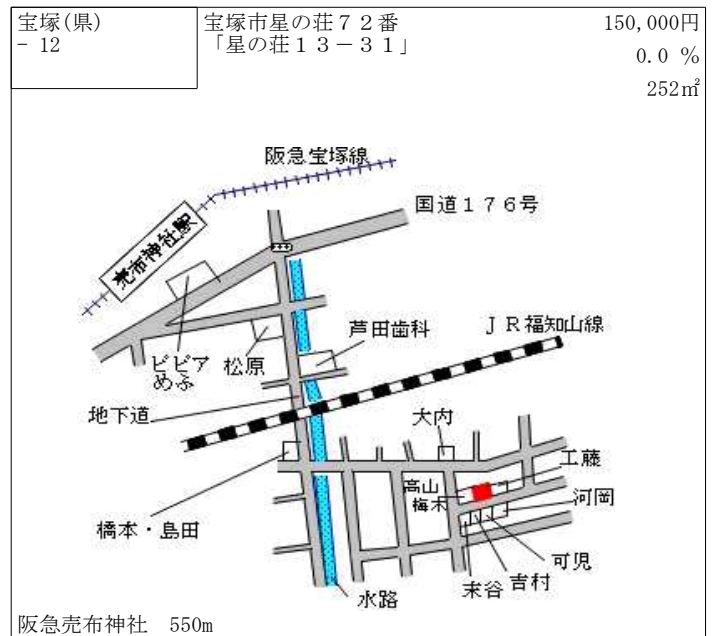 宝塚(県)
- 12
宝塚市星の荘７２番
「星の荘１３－３１」
150,000円
0.0 %
252㎡
阪急宝塚線
国道１７６号
売布神社駅
ＪＲ福知山線
芦田歯科
ピピア
めふ
松原
地下道
大内
工藤
高山
梅木
河岡
橋本・島田
可児
吉村
末谷
水路
阪急売布神社　550m